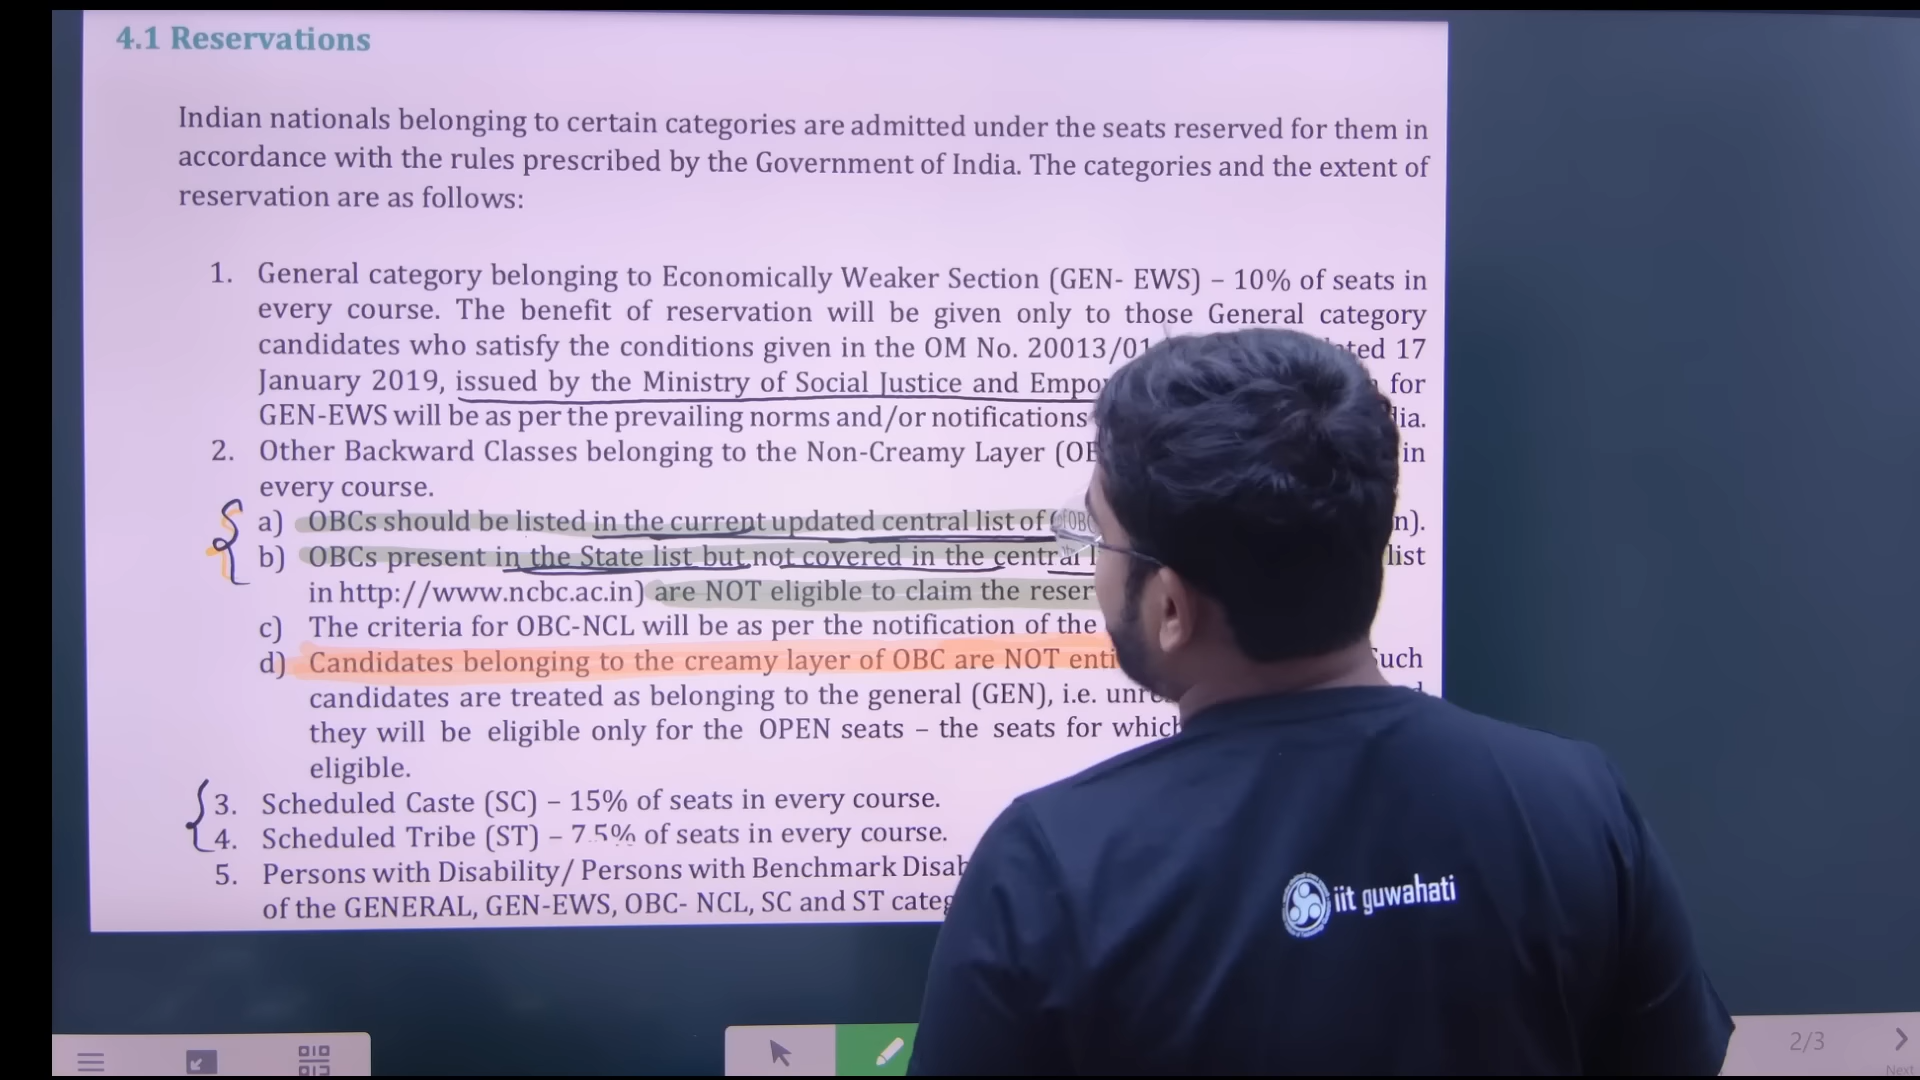 4.1 Reservations
Indian nationals belonging to certain categories are admitted under the seats reserved for them in
accordance with the rules prescribed by the Government of India. The categories and the extent of
reservation are as follows:
1. General category belonging to Economically Weaker Section (GEN- EWS) – 10% of seats in
every course. The benefit of reservation will be given only to those General category
candidates who satisfy the conditions given in the OM No. 20013/01 17
January 2019, issued by the Ministry of Social Justice and for
GEN-EWS will be as per the prevailing norms and/or notifications
2. Other Backward Classes belonging to the Non-Creamy Layer in
every course.
a) OBCs should be listed in the current updated central list of
b) OBCs present in the State list but not covered in the central list
in http://www.ncbc.ac.in) are NOT eligible to claim the
c) The criteria for OBC-NCL will be as per the notification of the
d) Candidates belonging to the creamy layer of OBC are NOT Such
candidates are treated as belonging to the general (GEN), i.e.
they will be eligible only for the OPEN seats – the seats for which
eligible.
3. Scheduled Caste (SC) – 15% of seats in every course.
4. Scheduled Tribe (ST) – 7.5% of seats in every course.
5. Persons with Disability/ Persons with Benchmark
of the GENERAL, GEN-EWS, OBC- NCL, SC and ST
iit guwahati
2/3
Next